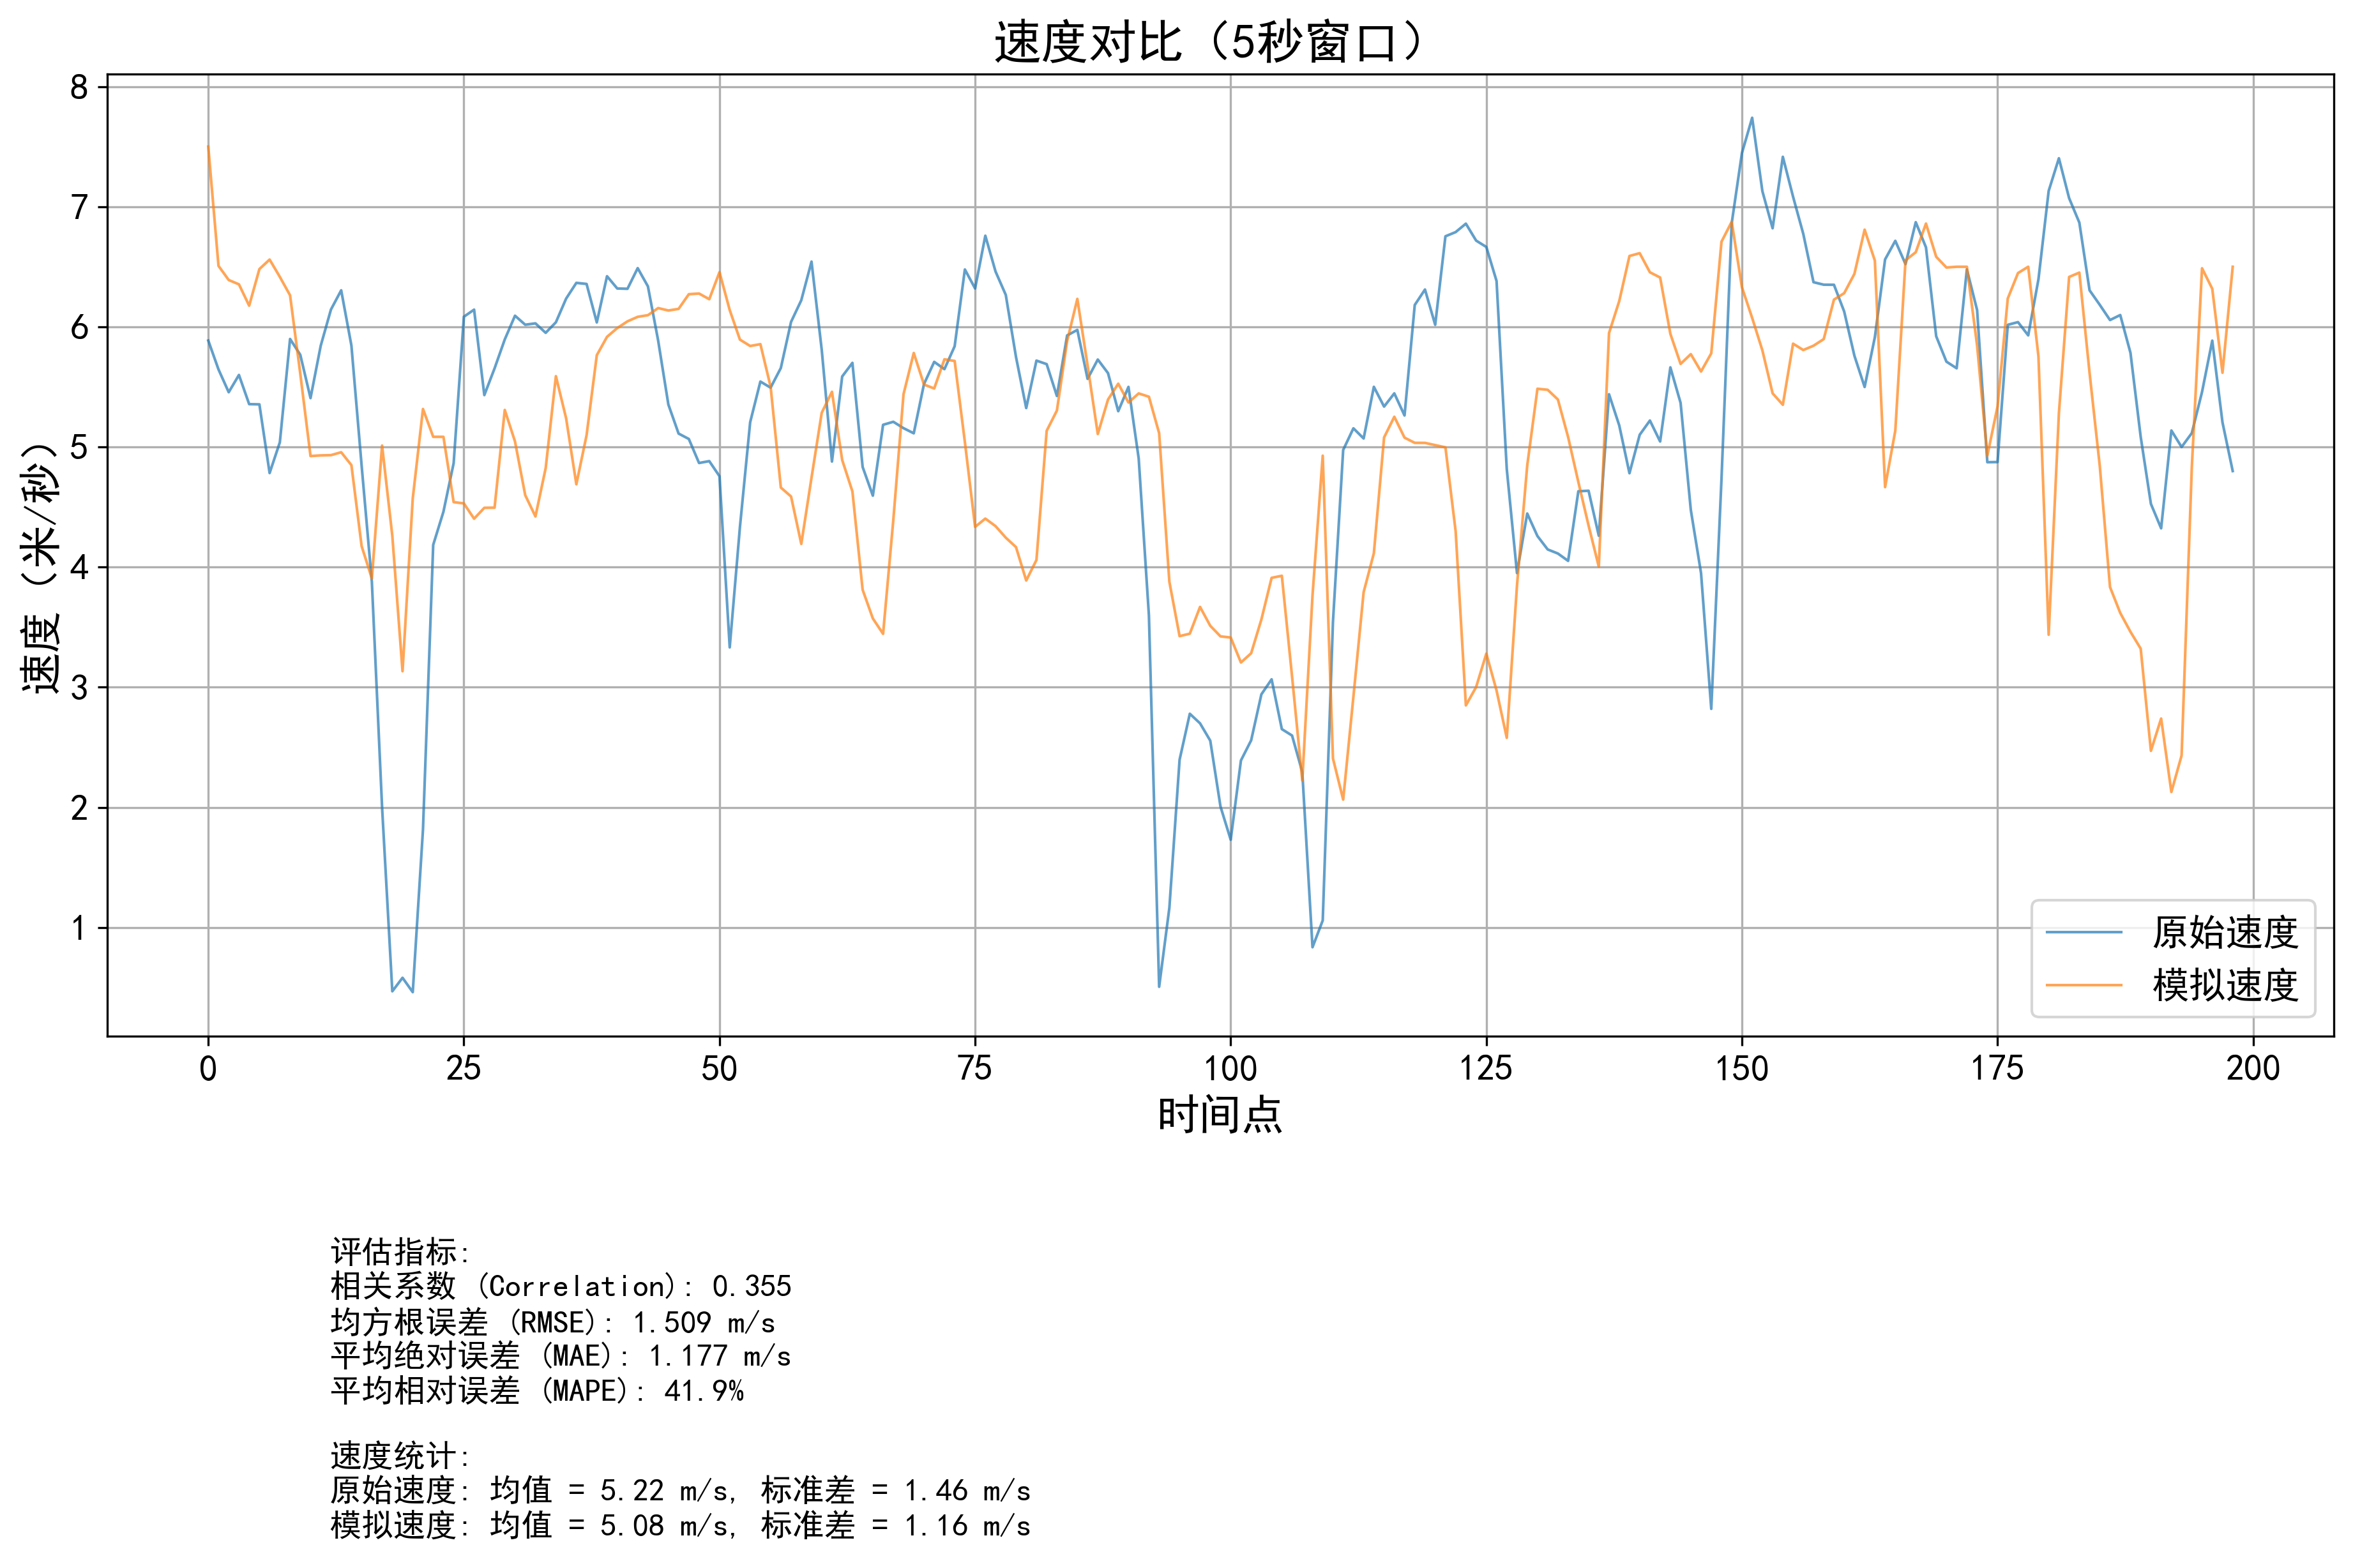 速度对比（5秒窗口）
速度（米/秒）
8
7
6
5
4
3
2
1
0 25 50 75 100 125 150 175 200
时间点
原始速度
模拟速度
评估指标:
相关系数 (Correlation): 0.355
均方根误差 (RMSE): 1.509 m/s
平均绝对误差 (MAE): 1.177 m/s
平均相对误差 (MAPE): 41.9%
速度统计:
原始速度: 均值 = 5.22 m/s, 标准差 = 1.46 m/s
模拟速度: 均值 = 5.08 m/s, 标准差 = 1.16 m/s